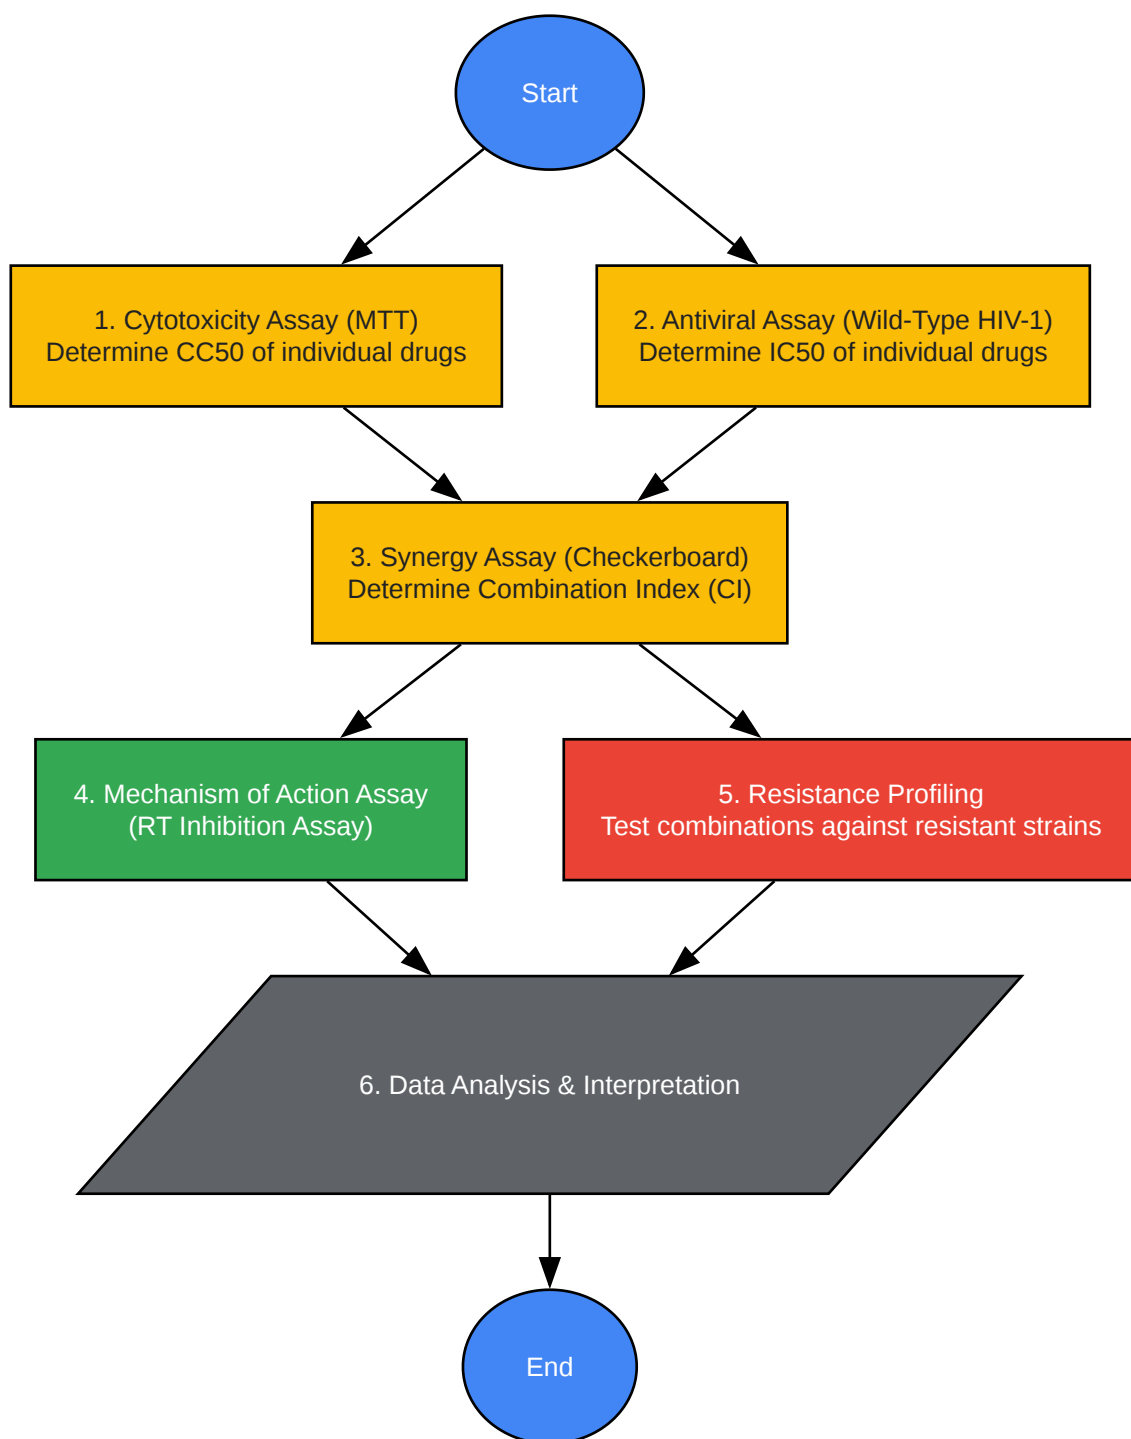 Start
1. Cytotoxicity Assay (MTT)
Determine CC50 of individual drugs
2. Antiviral Assay (Wild-Type HIV-1)
Determine IC50 of individual drugs
3. Synergy Assay (Checkerboard)
Determine Combination Index (CI)
4. Mechanism of Action Assay
(RT Inhibition Assay)
5. Resistance Profiling
Test combinations against resistant strains
6. Data Analysis & Interpretation
End